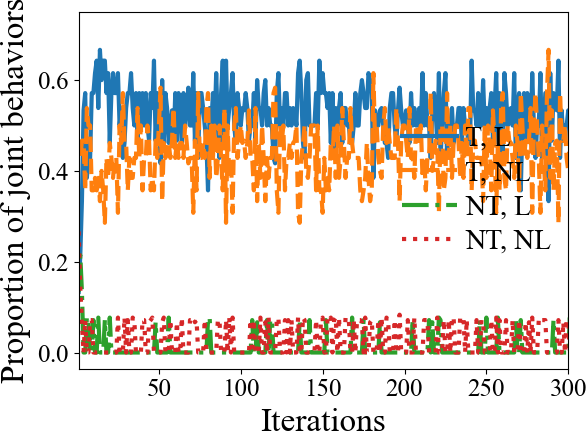 Proportion of joint behaviors
0.6
0.4
0.2
0.0
T, L
T, NL
NT, L
NT, NL
50
100
150
200
250
300
Iterations